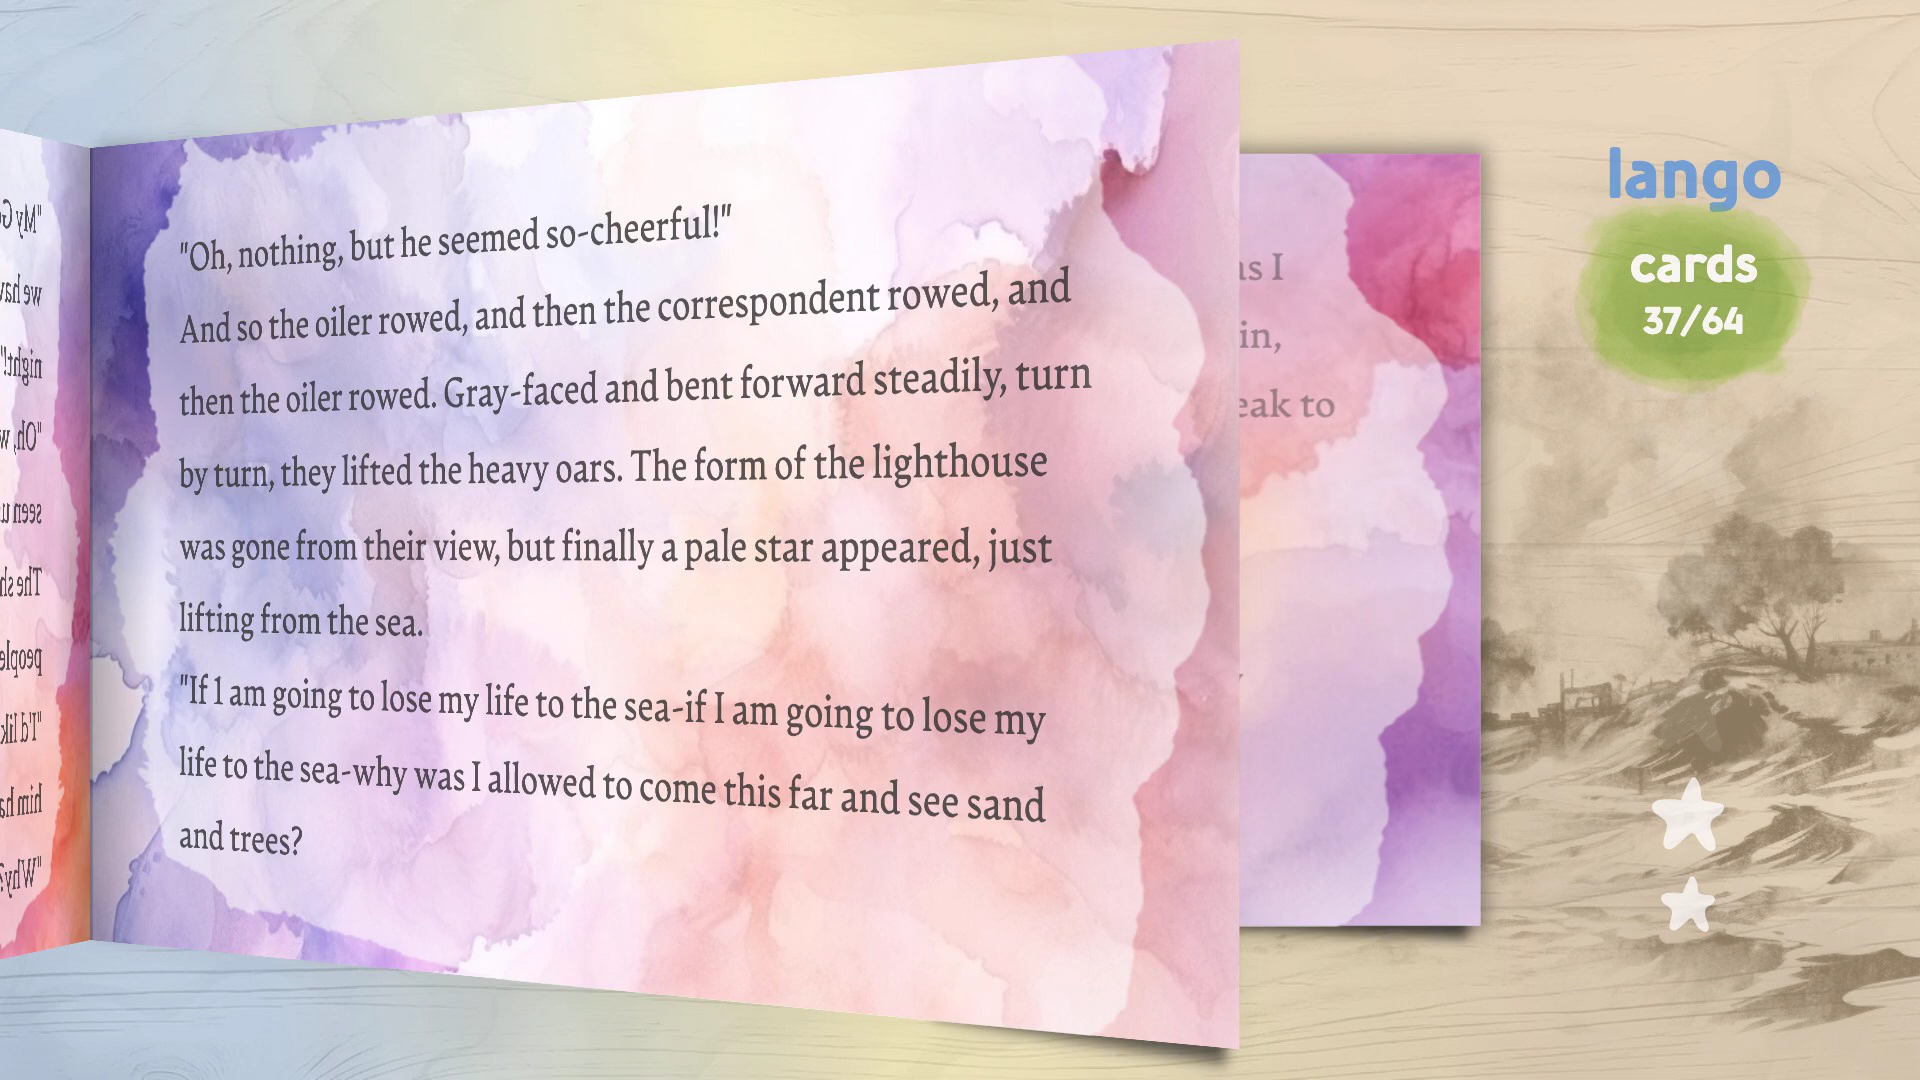 "Oh, nothing, but he seemed so-cheerful!"
And so the oiler rowed, and then the correspondent rowed, and
then the oiler rowed. Gray-faced and bent forward steadily, turn
by turn, they lifted the heavy oars. The form of the lighthouse
was gone from their view, but finally a pale star appeared, just
lifting from the sea.
"If I am going to lose my life to the sea-if I am going to lose my
life to the sea-why was I allowed to come this far and see sand
and trees?
I
in,
to
lango
cards
37/64